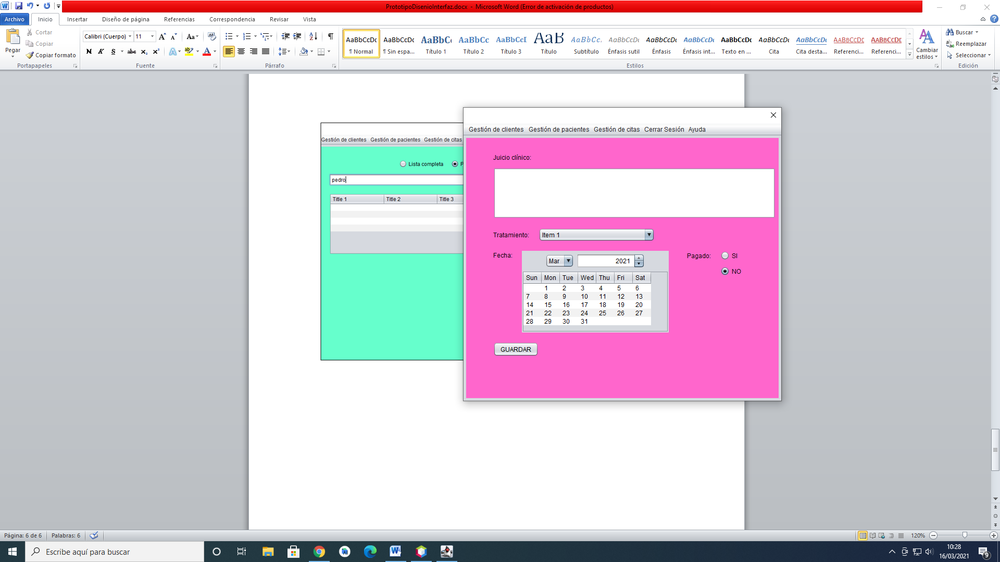 PrototipoDisenioInterfaz.docx - Microsoft Word (Error de activación de productos)
Archivo Inicio Insertar Diseño de página Referencias Correspondencia Revisar Vista
Pegar
Cortar
Copiar
Copiar formato
Portapapeles
Calibri (Cuerpo) 11
N K S abc x₂ x²
Fuente
Párrafo
AaBbCcDc AaBbCcDc AaBbC AaBbCc AaBbCcI AaB AaBbCc. AaBbCcDc AaBbCcDc AaBbCcDc AaBbCcDc AaBbCcDc AaBbCcDc AaBbCcDc AaBbCcDc
¶ Normal ¶ Sin espa... Título 1 Título 2 Título 3 Título Subtítulo Énfasis sutil Énfasis Énfasis int... Texto en ... Cita Cita desta... Referenci... Referenci...
Estilos
Cambiar estilos
Buscar
Reemplazar
Seleccionar
Edición
Gestión de clientes Gestión de pacientes Gestión de citas
Lista completa P
pedro
Title 1 Title 2 Title 3
Gestión de clientes Gestión de pacientes Gestión de citas Cerrar Sesión Ayuda
Juicio clínico:
Tratamiento: Item 1
Fecha: Mar 2021
Sun Mon Tue Wed Thu Fri Sat
1 2 3 4 5 6
7 8 9 10 11 12 13
14 15 16 17 18 19 20
21 22 23 24 25 26 27
28 29 30 31
Pagado: SI
NO
GUARDAR
Página: 6 de 6 Palabras: 6
120%
Escribe aquí para buscar
10:28
16/03/2021
9